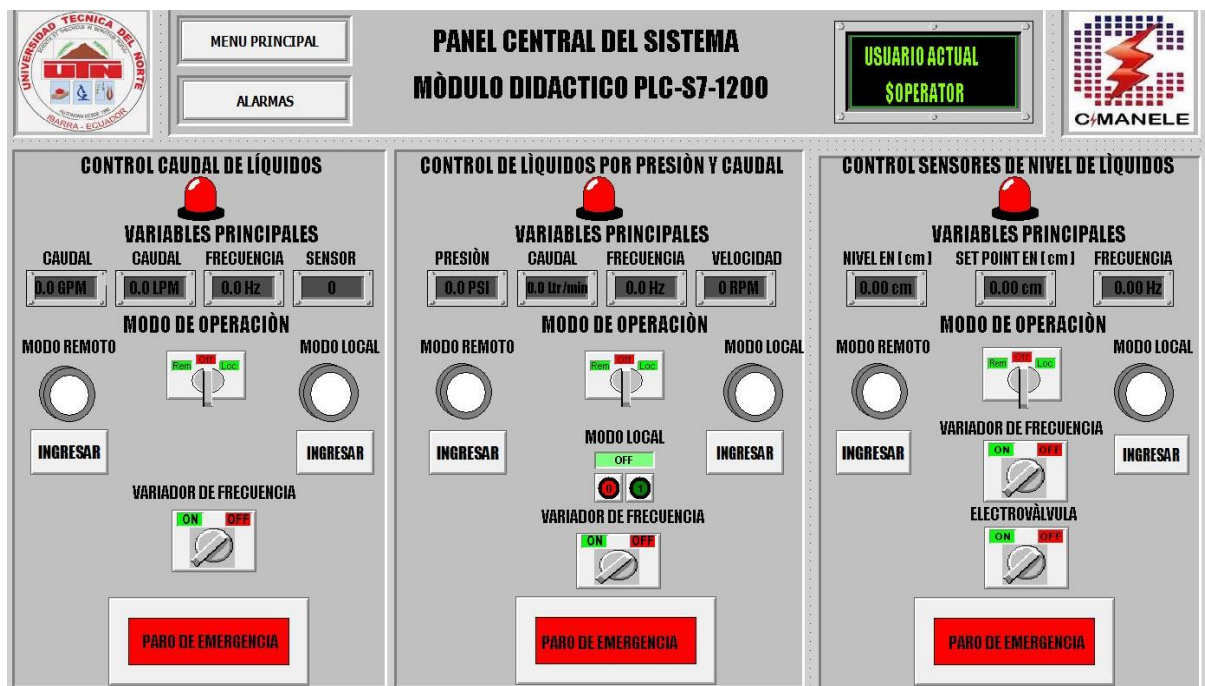 UNIVERSIDAD TECNICA DEL NORTE
UTN
IBARRA - ECUADOR
MENU PRINCIPAL
ALARMAS
PANEL CENTRAL DEL SISTEMA
MÒDULO DIDACTICO PLC-S7-1200
USUARIO ACTUAL
$OPERATOR
CIMANELE
CONTROL CAUDAL DE LÍQUIDOS
VARIABLES PRINCIPALES
CAUDAL CAUDAL FRECUENCIA SENSOR
0.0 GPM 0.0 LPM 0.0 Hz 0
MODO DE OPERACIÒN
MODO REMOTO MODO LOCAL
Rem Off Loc
INGRESAR INGRESAR
VARIADOR DE FRECUENCIA
ON OFF
PARO DE EMERGENCIA
CONTROL DE LÌQUIDOS POR PRESIÒN Y CAUDAL
VARIABLES PRINCIPALES
PRESIÒN CAUDAL FRECUENCIA VELOCIDAD
0.0 PSI 0.0 Ltr/min 0.0 Hz 0 RPM
MODO DE OPERACIÒN
MODO REMOTO MODO LOCAL
Rem Off Loc
INGRESAR INGRESAR
MODO LOCAL
OFF
0 1
VARIADOR DE FRECUENCIA
ON OFF
PARO DE EMERGENCIA
CONTROL SENSORES DE NIVEL DE LÌQUIDOS
VARIABLES PRINCIPALES
NIVEL EN [cm] SET POINT EN [cm] FRECUENCIA
0.00 cm 0.00 cm 0.00 Hz
MODO DE OPERACIÒN
MODO REMOTO MODO LOCAL
Rem Off Loc
INGRESAR INGRESAR
VARIADOR DE FRECUENCIA
ON OFF
ELECTROVÀLVULA
ON OFF
PARO DE EMERGENCIA